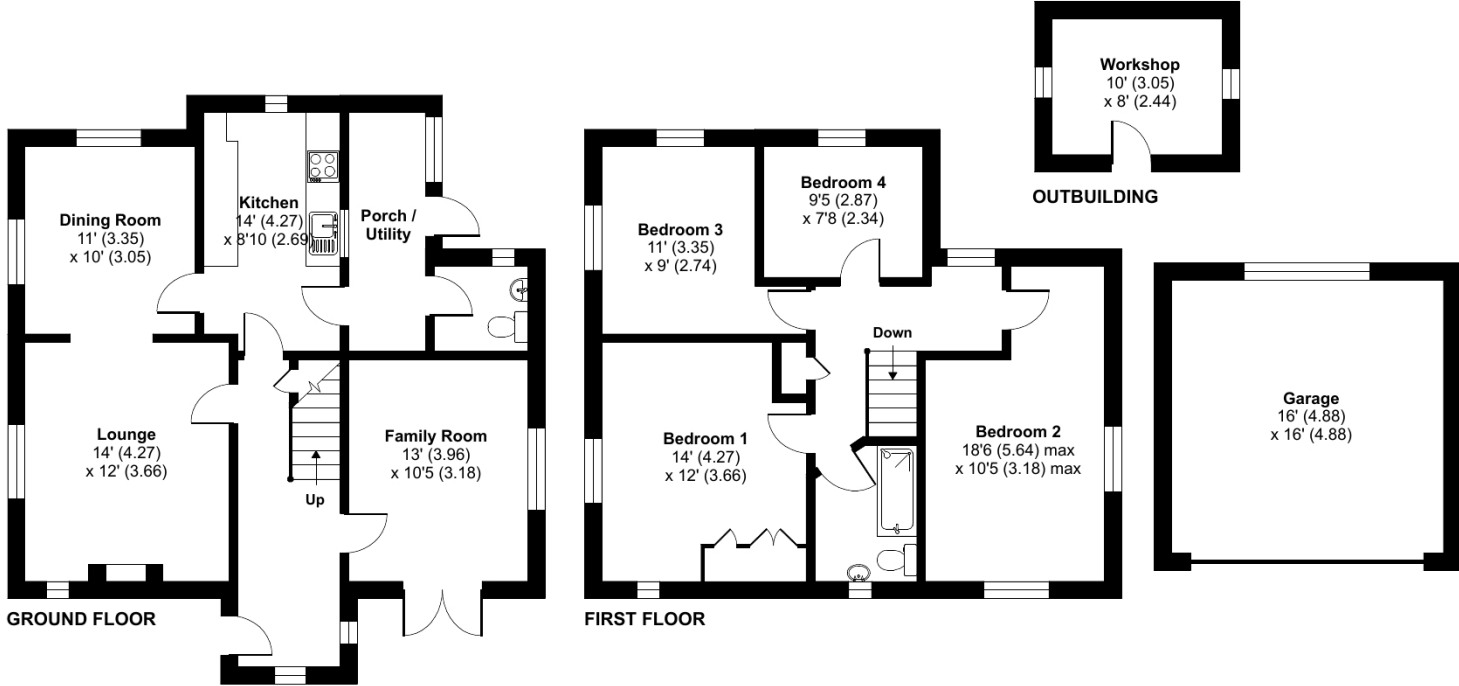 Dining Room
11' (3.35)
x 10' (3.05)
Kitchen
14' (4.27)
x 8'10 (2.69)
Porch /
Utility
Lounge
14' (4.27)
x 12' (3.66)
Up
Family Room
13' (3.96)
x 10'5 (3.18)
GROUND FLOOR
Bedroom 3
11' (3.35)
x 9' (2.74)
Bedroom 4
9'5 (2.87)
x 7'8 (2.34)
Down
Bedroom 1
14' (4.27)
x 12' (3.66)
Bedroom 2
18'6 (5.64) max
x 10'5 (3.18) max
FIRST FLOOR
Workshop
10' (3.05)
x 8' (2.44)
OUTBUILDING
Garage
16' (4.88)
x 16' (4.88)